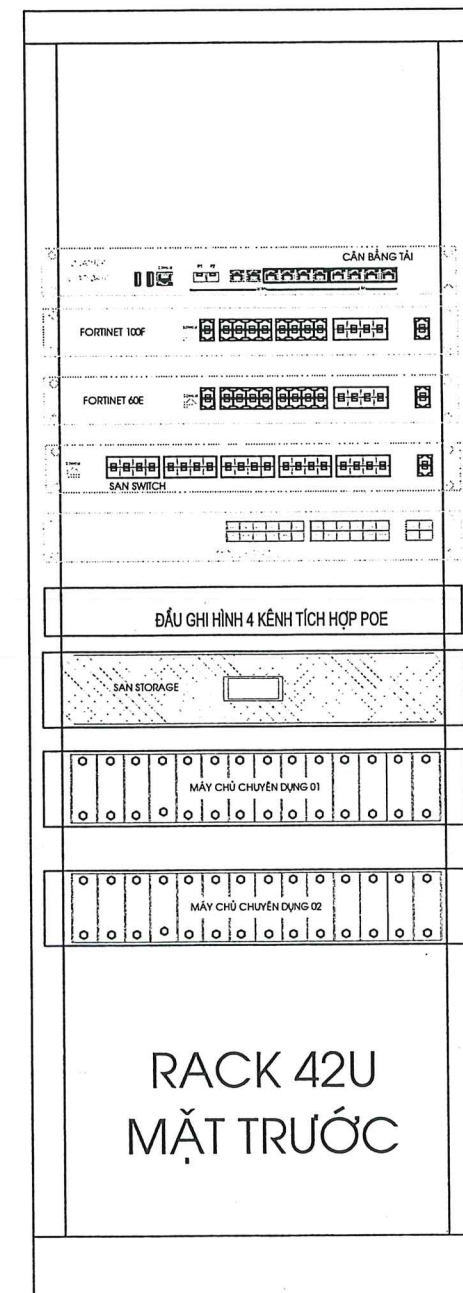 CÂN BẰNG TẢI
FORTINET 100F
FORTINET 60E
SAN SWITCH
ĐẦU GHI HÌNH 4 KÊNH TÍCH HỢP POE
SAN STORAGE
MÁY CHỦ CHUYÊN DỤNG 01
MÁY CHỦ CHUYÊN DỤNG 02
RACK 42U
MẶT TRƯỚC